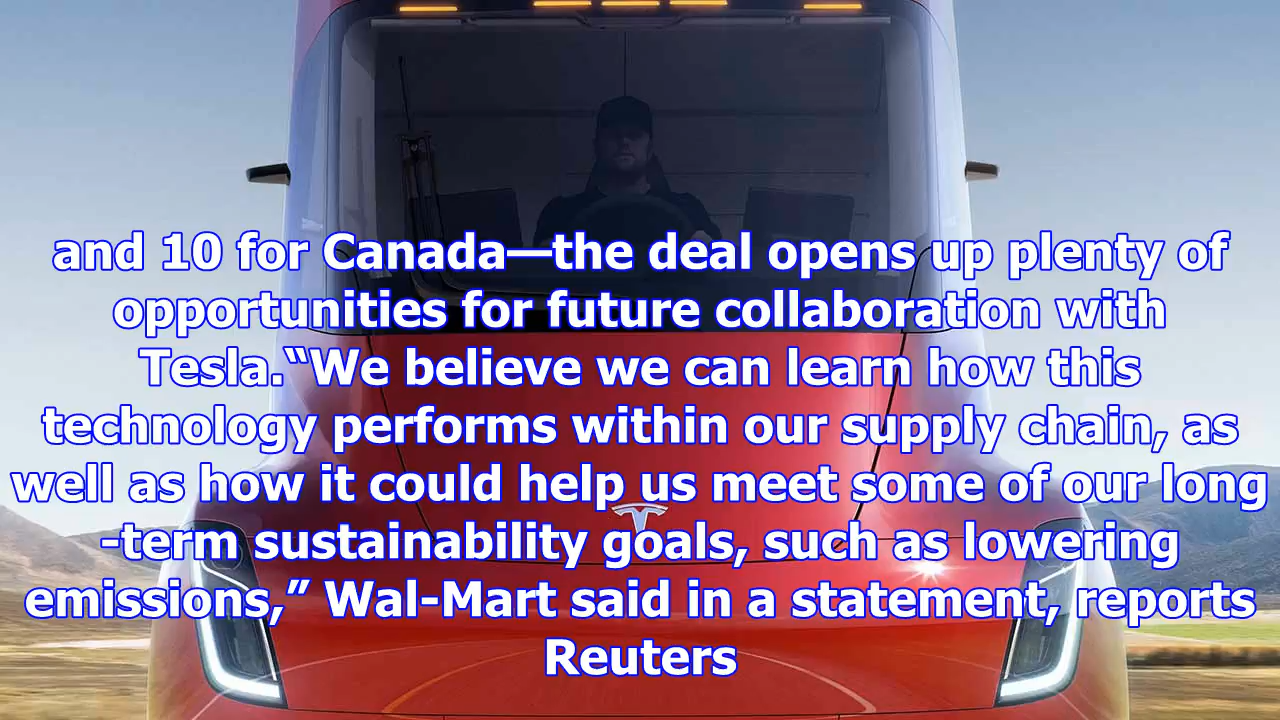 and 10 for Canada—the deal opens up plenty of
opportunities for future collaboration with
Tesla.“We believe we can learn how this
technology performs within our supply chain, as
well as how it could help us meet some of our long
-term sustainability goals, such as lowering
emissions,” Wal-Mart said in a statement, reports
Reuters